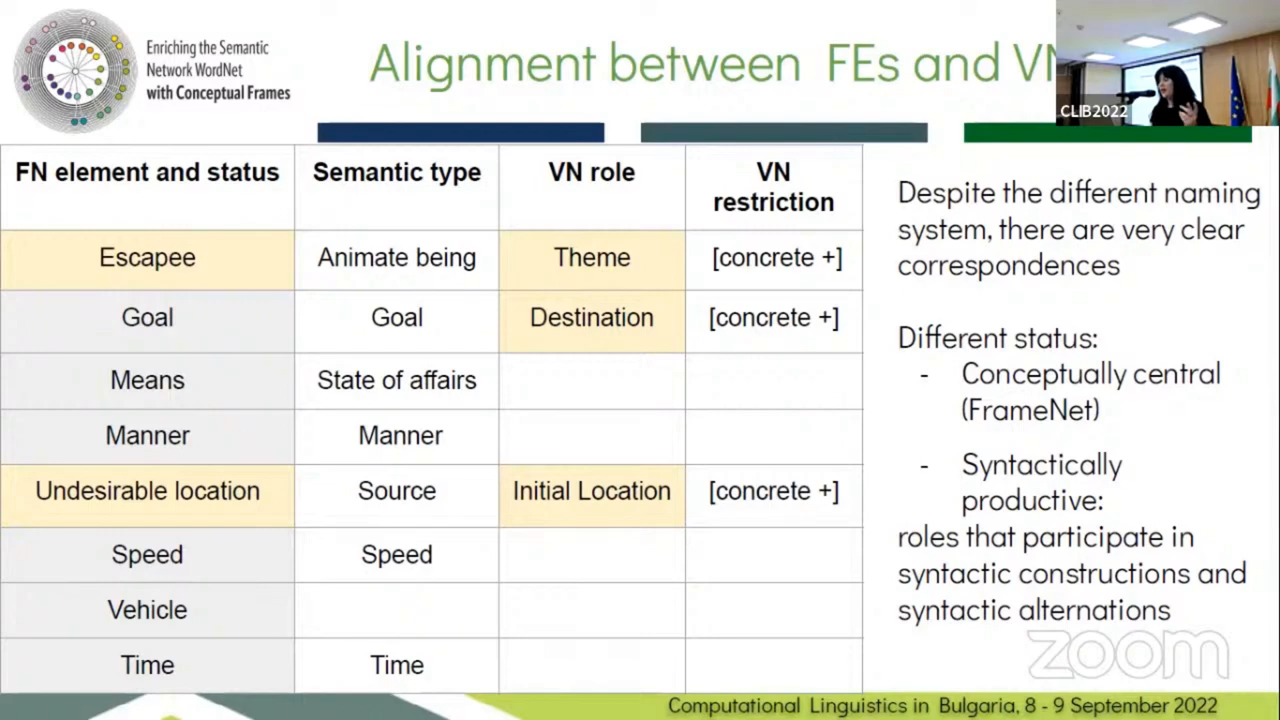 Enriching the Semantic
Network WordNet
with Conceptual Frames
Alignment between FEs and VN
CLIB2022
FN element and status Semantic type VN role VN restriction
Escapee Animate being Theme [concrete +]
Goal Goal Destination [concrete +]
Means State of affairs
Manner Manner
Undesirable location Source Initial Location [concrete +]
Speed Speed
Vehicle
Time Time
Despite the different naming
system, there are very clear
correspondences
Different status:
- Conceptually central
(FrameNet)
- Syntactically
productive:
roles that participate in
syntactic constructions and
syntactic alternations
zoom
Computational Linguistics in Bulgaria, 8 - 9 September 2022